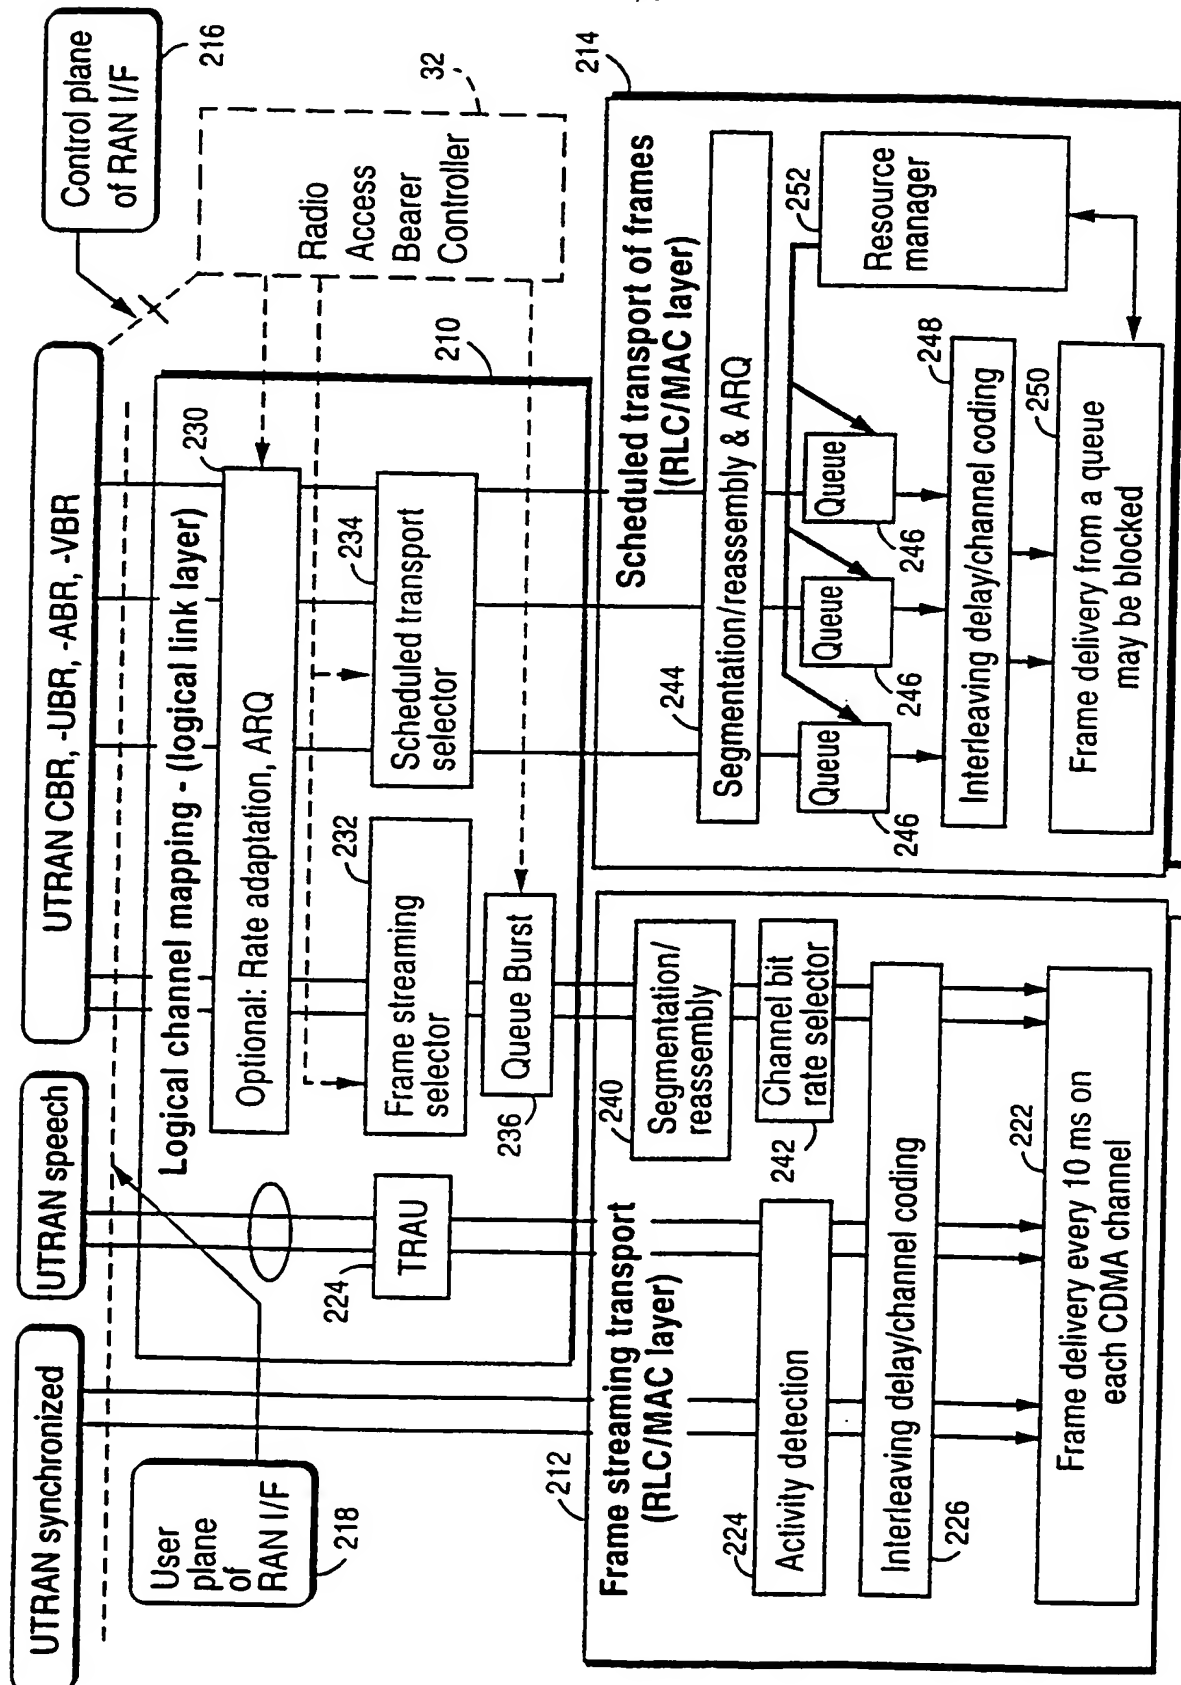 UTRAN synchronized
UTRAN speech
UTRAN CBR, -UBR, -ABR, -VBR
Control plane
of RAN I/F
216
User
plane
of
RAN I/F
218
Logical channel mapping - (logical link layer)
210
230
Optional: Rate adaptation, ARQ
Radio
Access
Bearer
Controller
32
224
TRAU
232
Frame streaming
selector
234
Scheduled transport
selector
236
Queue Burst
212
Frame streaming transport
(RLC/MAC layer)
224
Activity detection
240
Segmentation/
reassembly
242
Channel bit
rate selector
Interleaving delay/channel coding
226
222
Frame delivery every 10 ms on
each CDMA channel
214
Scheduled transport of frames
(RLC/MAC layer)
244
Segmentation/reassembly & ARQ
Queue
246
Queue
246
Queue
246
252
Resource
manager
248
Interleaving delay/channel coding
250
Frame delivery from a queue
may be blocked